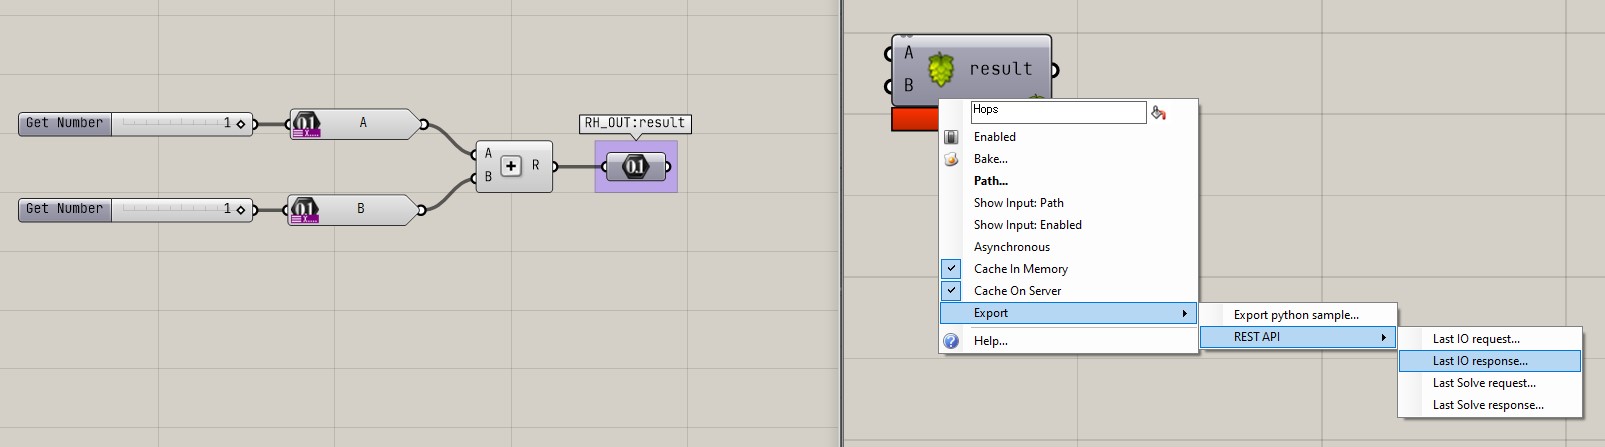 Get Number 1
0.1
A
Get Number 1
0.1
B
A
B
R
RH_OUT:result
0.1
A
B
result
Hops
Enabled
Bake...
Path...
Show Input: Path
Show Input: Enabled
Asynchronous
Cache In Memory
Cache On Server
Export
Help...
Export python sample...
REST API
Last IO request...
Last IO response...
Last Solve request...
Last Solve response...